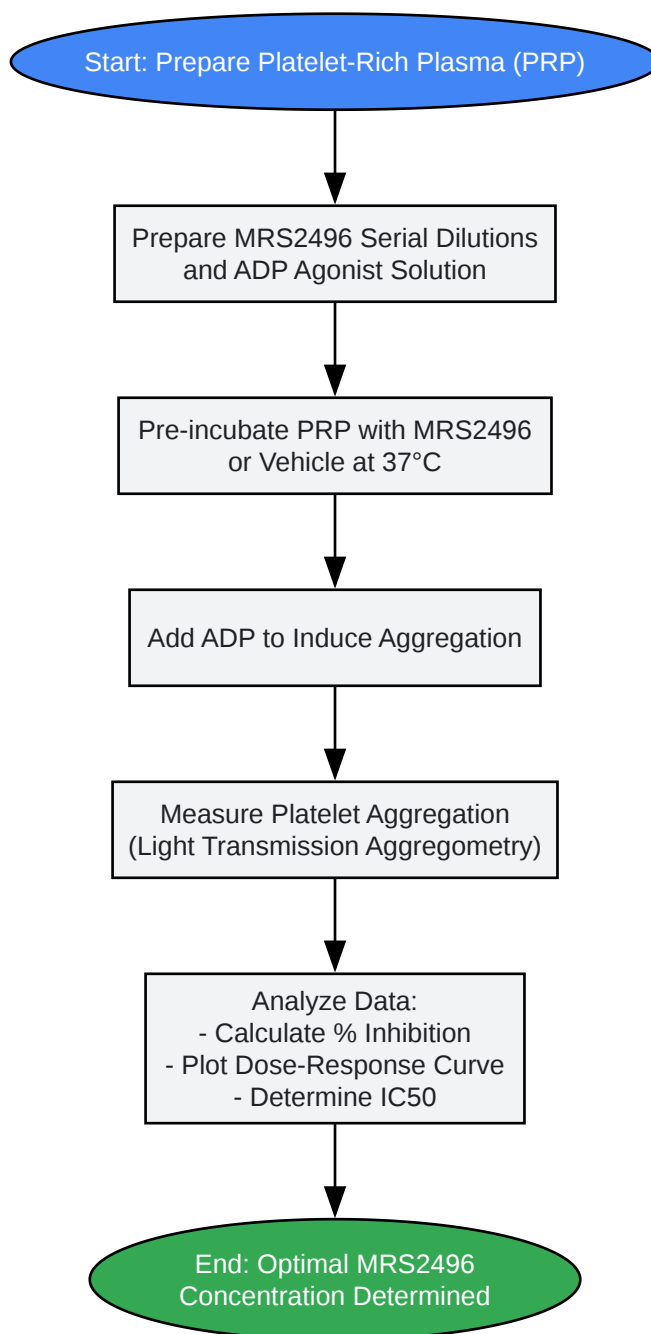 Start: Prepare Platelet-Rich Plasma (PRP)
Prepare MRS2496 Serial Dilutions
and ADP Agonist Solution
Pre-incubate PRP with MRS2496
or Vehicle at 37°C
Add ADP to Induce Aggregation
Measure Platelet Aggregation
(Light Transmission Aggregometry)
Analyze Data:
- Calculate % Inhibition
- Plot Dose-Response Curve
- Determine IC50
End: Optimal MRS2496
Concentration Determined